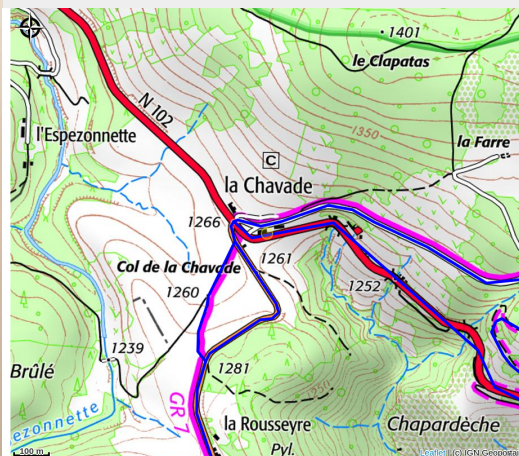 1401
le Clapatas
N 102
l'Espezonnette
1350
la Farre
C
la Chavade
1266
Col de la Chavade
1261
1260
1252
1239
1281
Brûlé
GR 7
ezonnette
la Rousseyre
Chapardèche
Pyl.
100 m
Leaflet | (c) IGN Geoportail